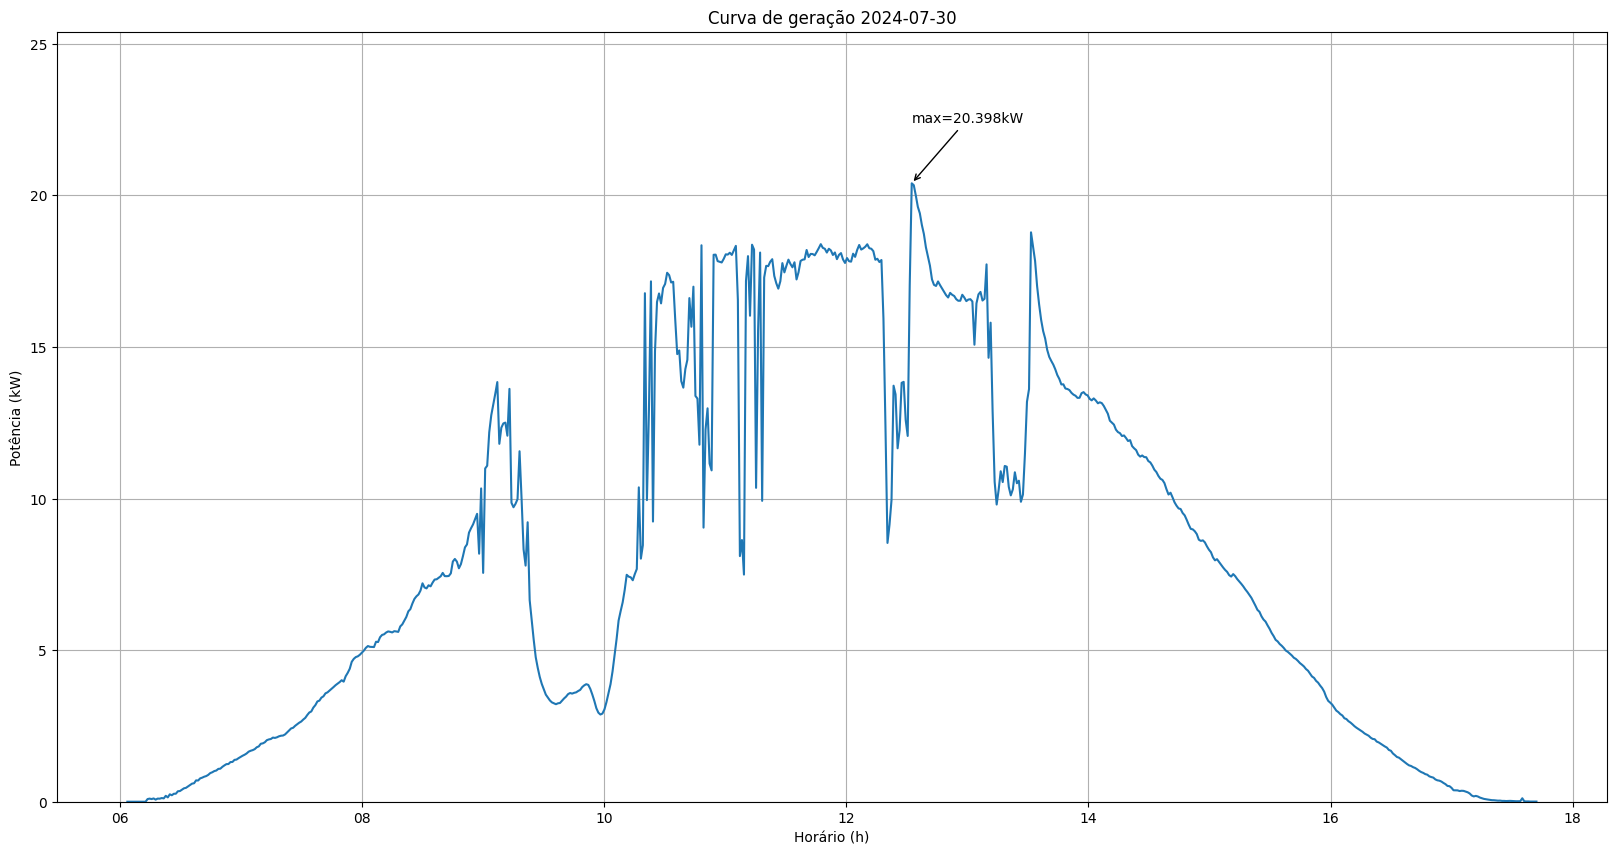 Curva de geração 2024-07-30
25
20
15
10
5
0
Potência (kW)
max=20.398kW
06 08 10 12 14 16 18
Horário (h)